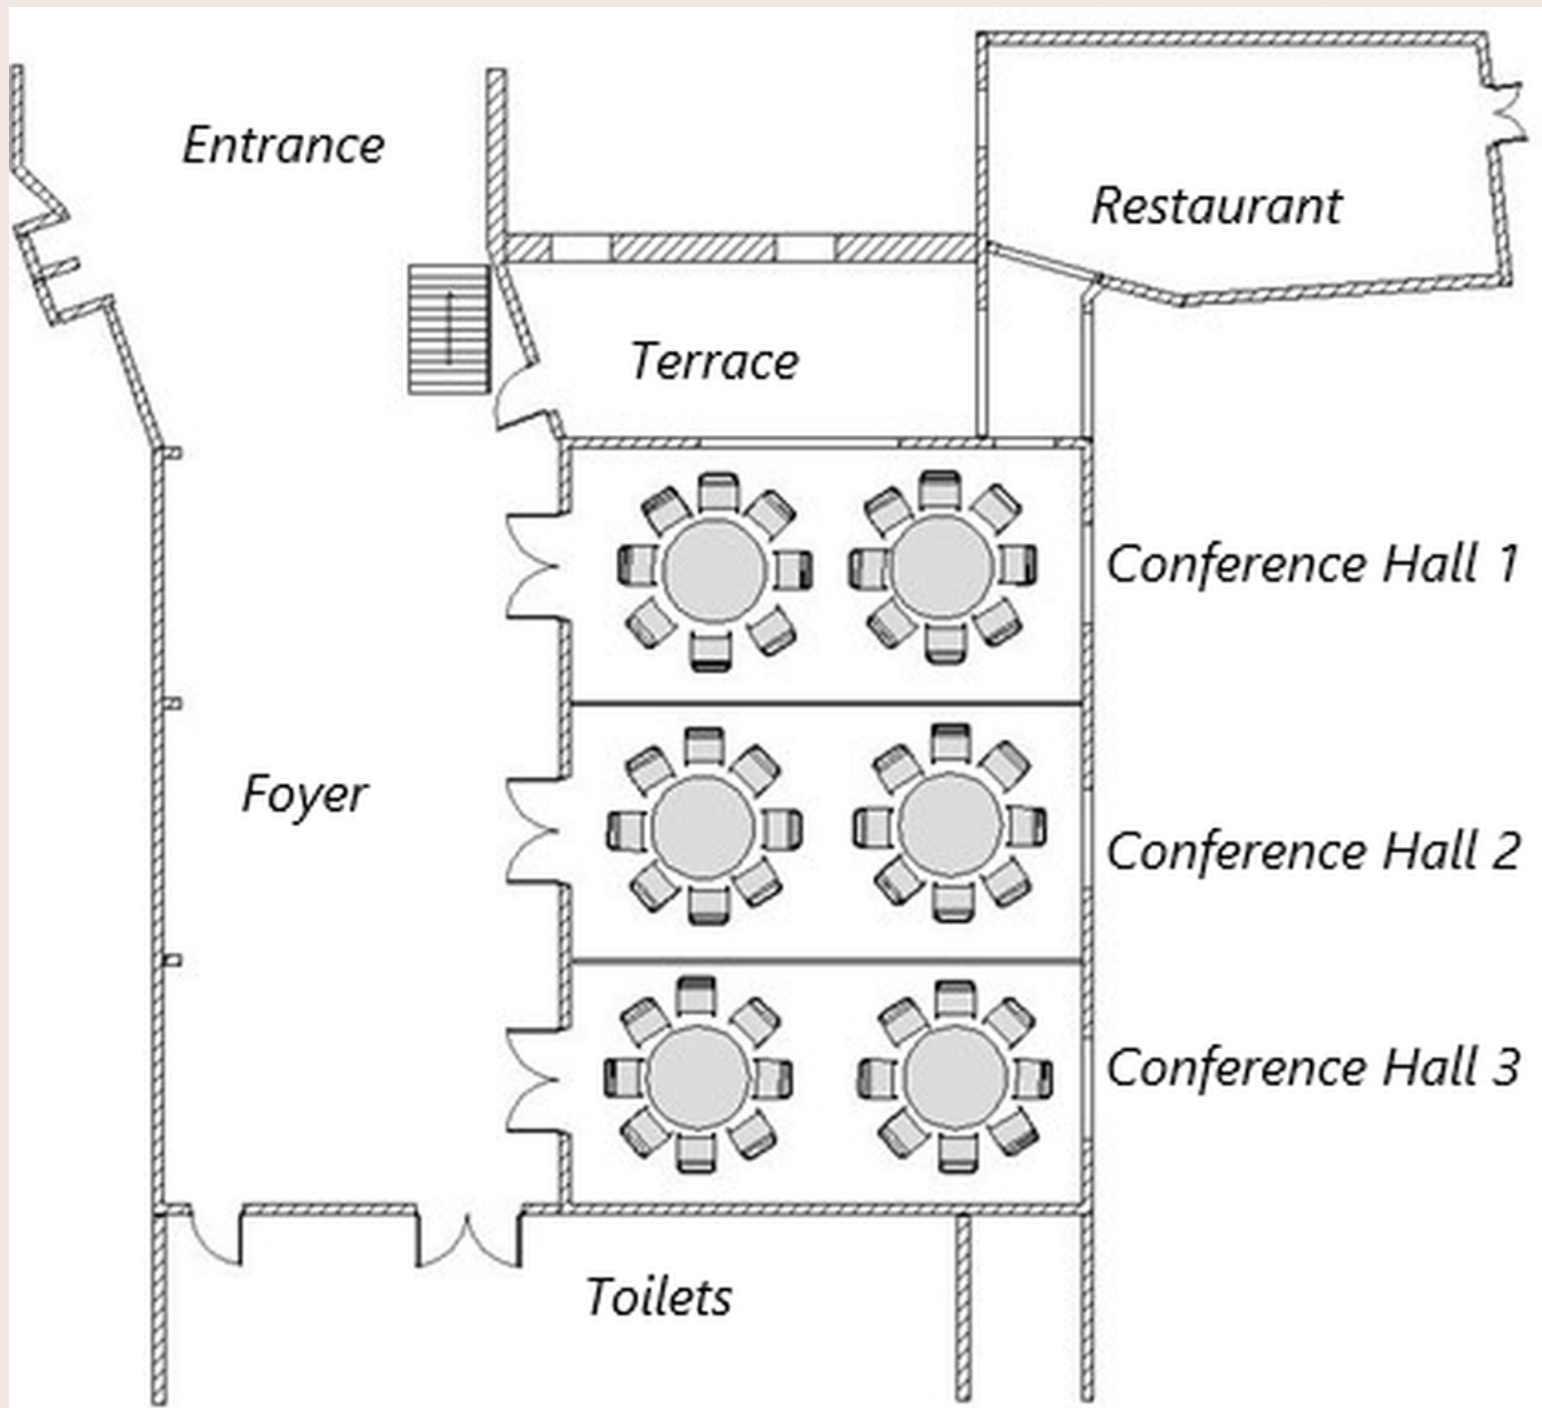 Entrance
Restaurant
Terrace
Conference Hall 1
Foyer
Conference Hall 2
Conference Hall 3
Toilets